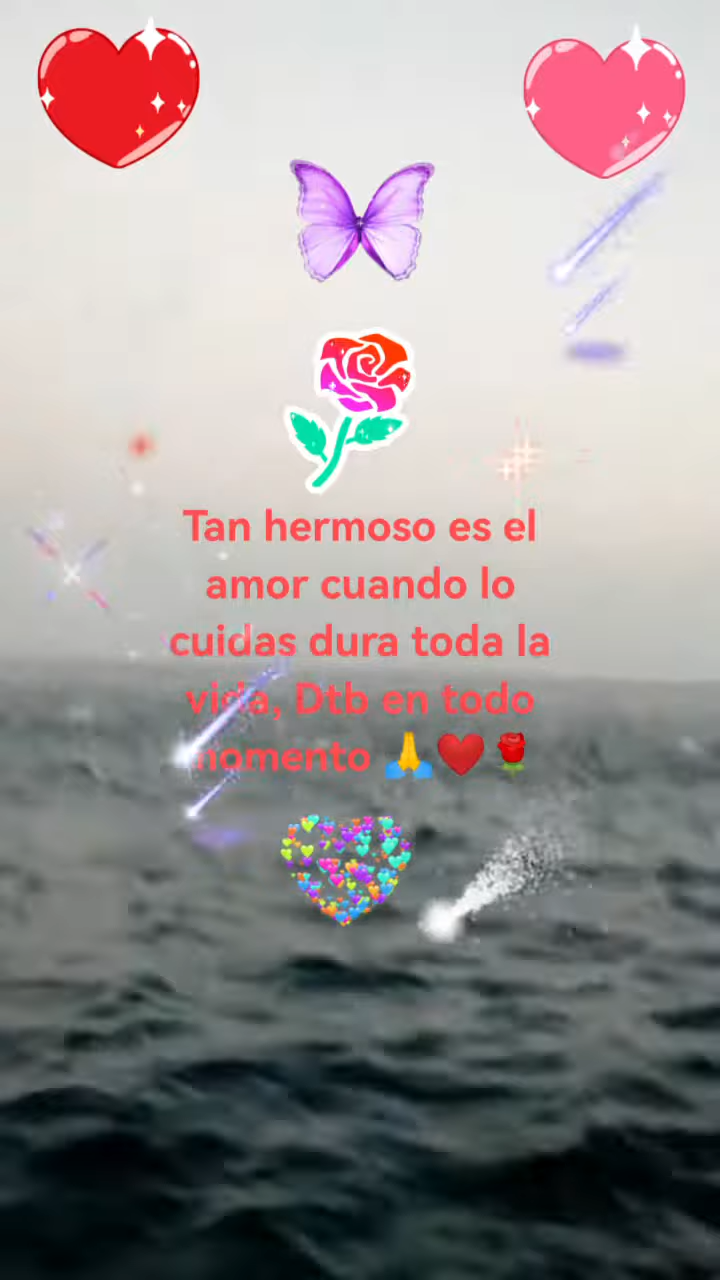 Tan hermoso es el
amor cuando lo
cuidas dura toda la
vida, Dtb en todo
momento 🙏❤️🌹